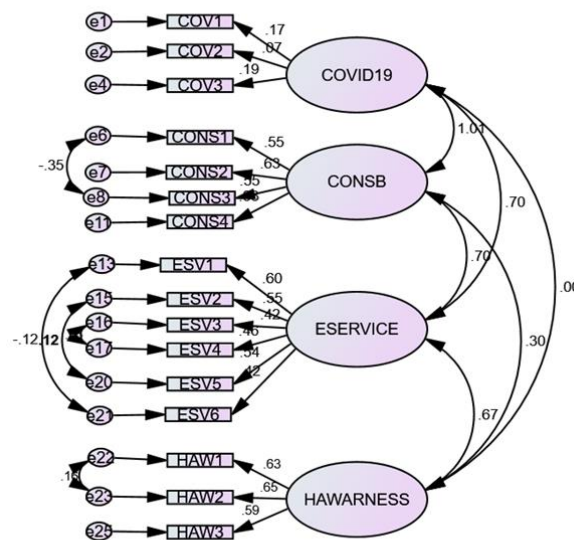 e1 COV1 .17
e2 COV2 .07
e4 COV3 .19
COVID19
e6 CONS1 .55
-.35
e7 CONS2 .63
e8 CONS3 .55
e11 CONS4
CONSB
1.01
.70
.70
e13 ESV1 .60
e15 ESV2 .55
e16 ESV3 .42
e17 ESV4
-.12 .12
e20 ESV5 .54
e21 ESV6
ESERVICE
.30
.67
e22 HAW1 .63
e23 HAW2 .65
e25 HAW3 .59
HAWARNESS